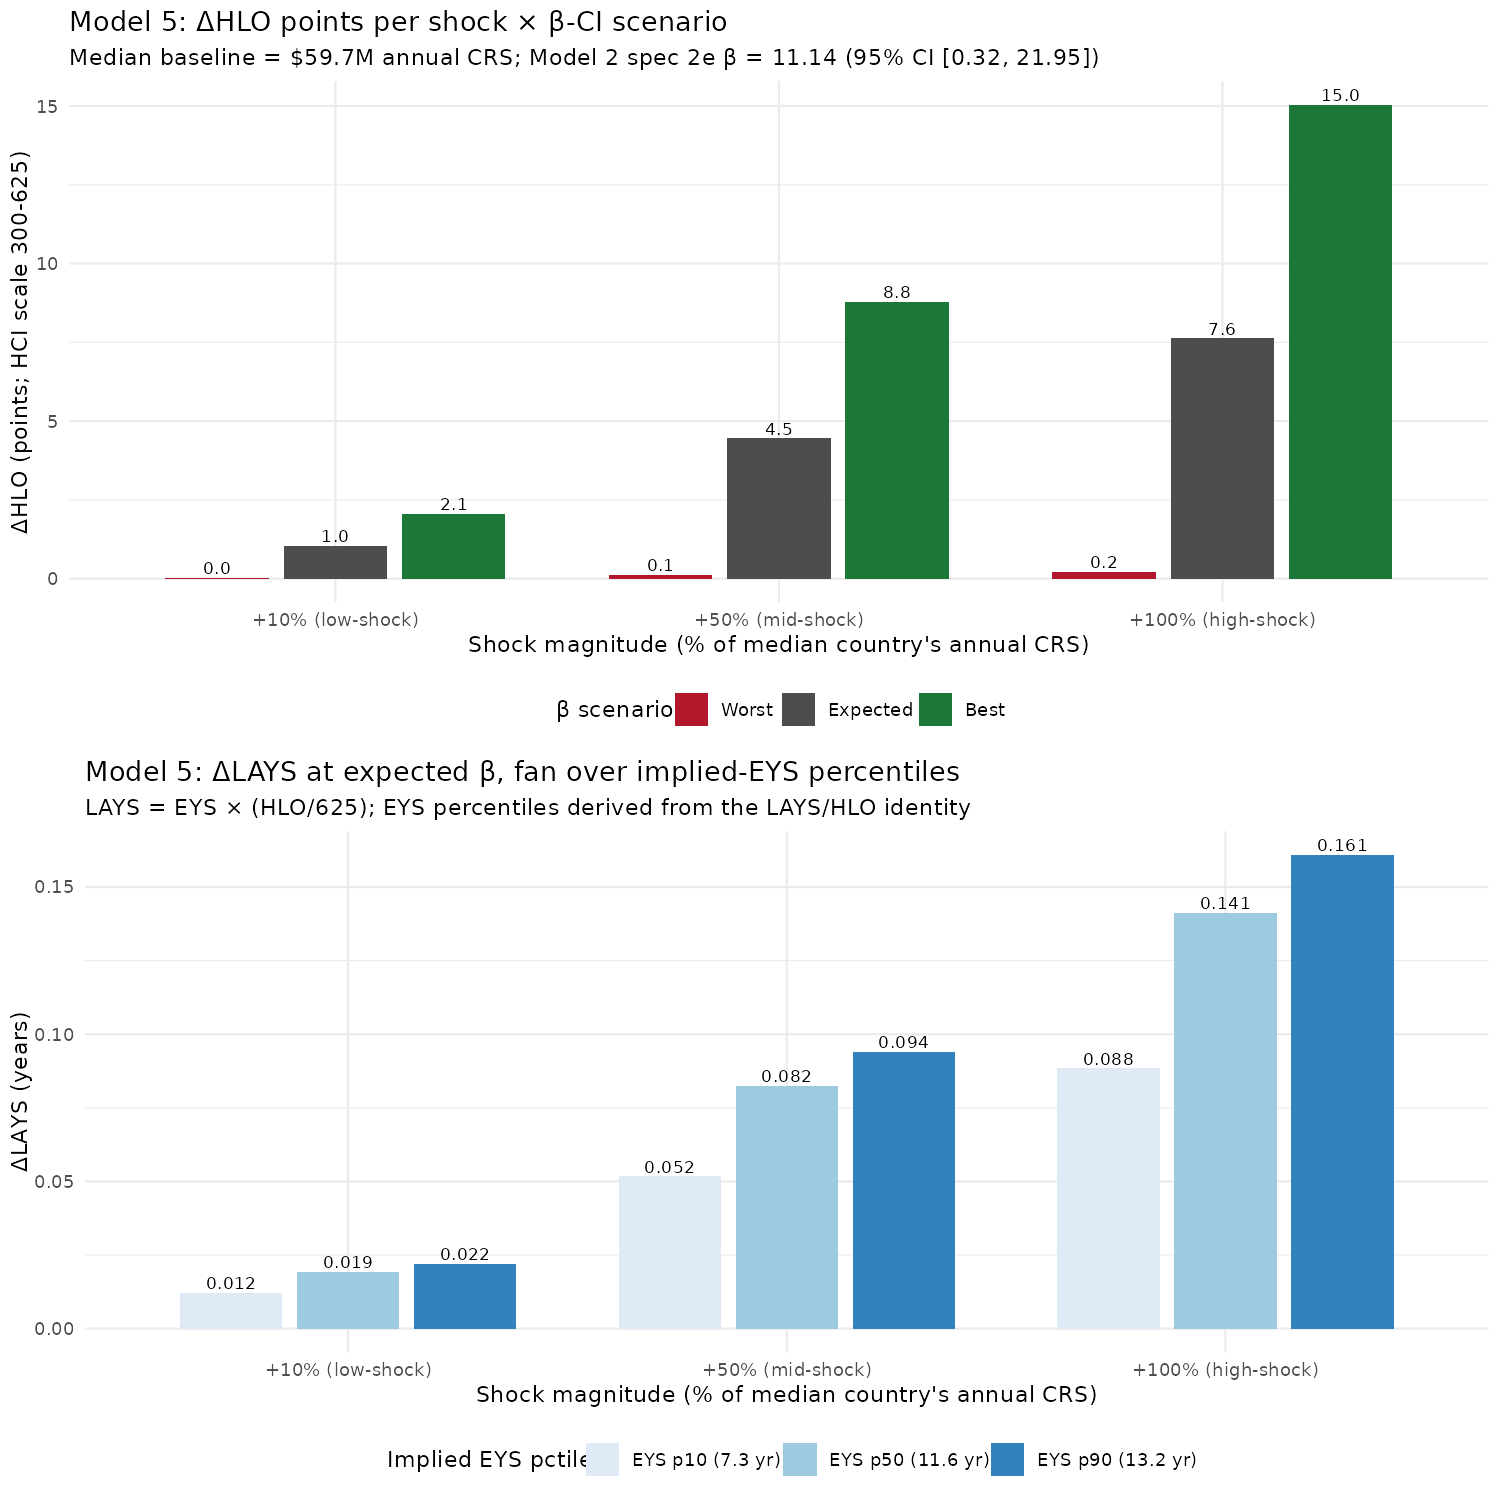 Model 5: ΔHLO points per shock × β-CI scenario
Median baseline = $59.7M annual CRS; Model 2 spec 2e β = 11.14 (95% CI [0.32, 21.95])
ΔHLO (points; HCI scale 300-625)
15
10
5
0
0.0
1.0
2.1
0.1
4.5
8.8
0.2
7.6
15.0
+10% (low-shock)
+50% (mid-shock)
+100% (high-shock)
Shock magnitude (% of median country's annual CRS)
β scenario
Worst
Expected
Best
Model 5: ΔLAYS at expected β, fan over implied-EYS percentiles
LAYS = EYS × (HLO/625); EYS percentiles derived from the LAYS/HLO identity
ΔLAYS (years)
0.15
0.10
0.05
0.00
0.012
0.019
0.022
0.052
0.082
0.094
0.088
0.141
0.161
+10% (low-shock)
+50% (mid-shock)
+100% (high-shock)
Shock magnitude (% of median country's annual CRS)
Implied EYS pctile
EYS p10 (7.3 yr)
EYS p50 (11.6 yr)
EYS p90 (13.2 yr)